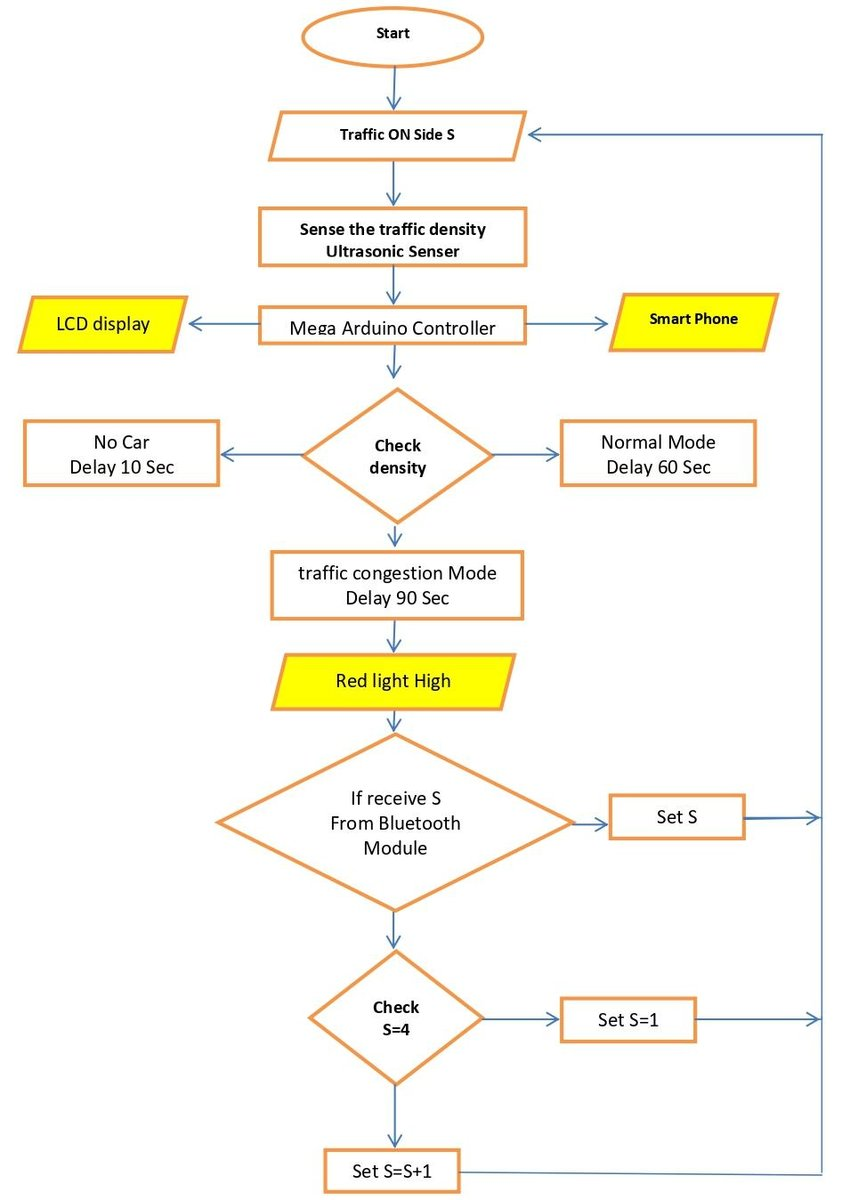 Start
Traffic ON Side S
Sense the traffic density
Ultrasonic Senser
LCD display
Mega Arduino Controller
Smart Phone
No Car
Delay 10 Sec
Check
density
Normal Mode
Delay 60 Sec
traffic congestion Mode
Delay 90 Sec
Red light High
If receive S
From Bluetooth
Module
Set S
Check
S=4
Set S=1
Set S=S+1